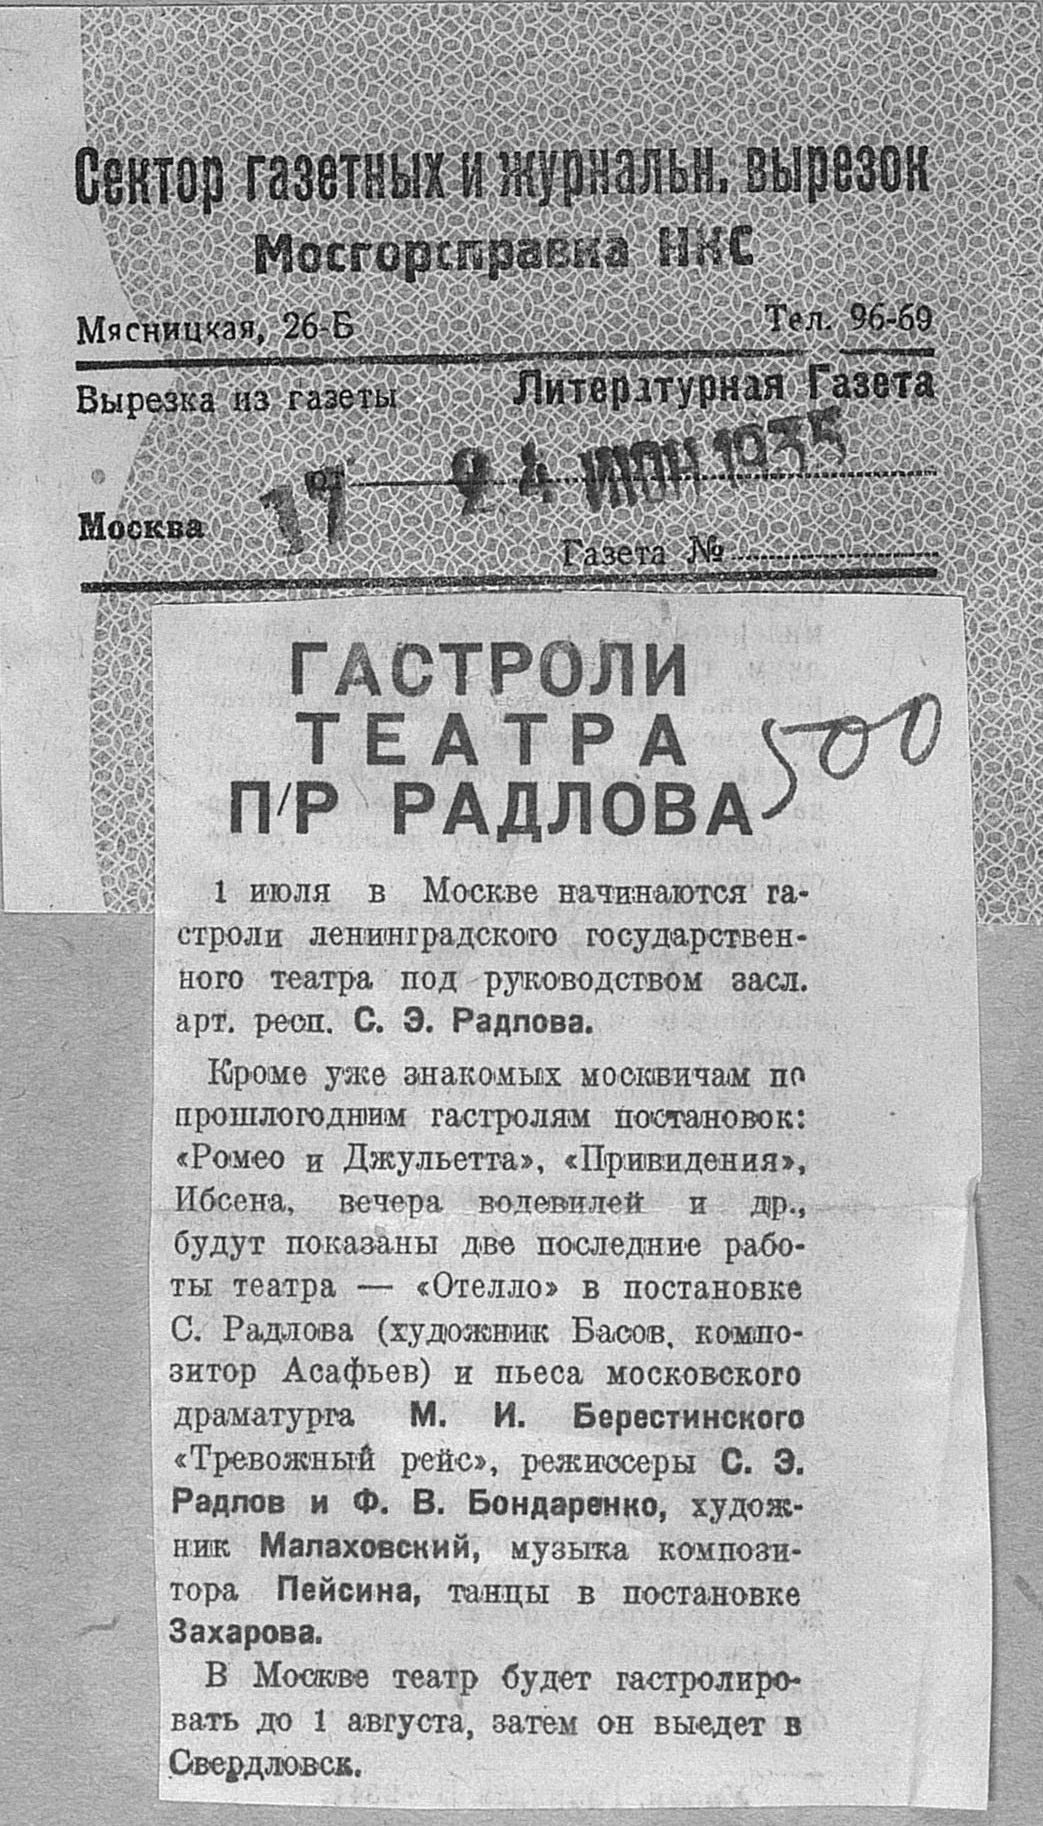 Сектор газетных и журнальн. вырезок
Мосгорсправка НКС
Мясницкая, 26-Б Тел. 96-69
Вырезка из газеты Литературная Газета
от 24 ИЮН 1935
17
Москва
Газета №
ГАСТРОЛИ
ТЕАТРА
П/Р РАДЛОВА
500
1 июля в Москве начинаются га-
строли ленинградского государствен-
ного театра под руководством засл.
арт. респ. С. Э. Радлова.
Кроме уже знакомых москвичам по
прошлогодним гастролям постановок:
«Ромео и Джульетта», «Привидения»,
Ибсена, вечера водевилей и др.,
будут показаны две последние рабо-
ты театра — «Отелло» в постановке
С. Радлова (художник Басов, компо-
зитор Асафьев) и пьеса московского
драматурга М. И. Берестинского
«Тревожный рейс», режиссеры С. Э.
Радлов и Ф. В. Бондаренко, худож-
ник Малаховский, музыка компози-
тора Пейсина, танцы в постановке
Захарова.
В Москве театр будет гастролиро-
вать до 1 августа, затем он выедет в
Свердловск.